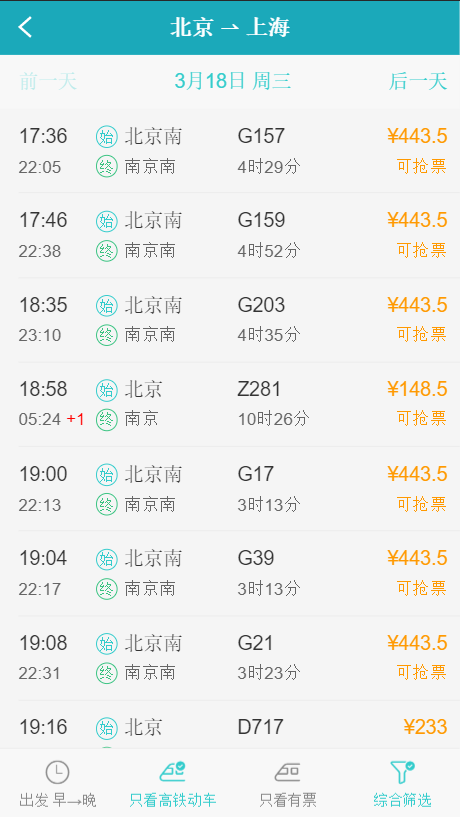 北京 ⇀ 上海
前一天 3月18日 周三 后一天
17:36 始 北京南 G157 ¥443.5
22:05 终 南京南 4时29分 可抢票
17:46 始 北京南 G159 ¥443.5
22:38 终 南京南 4时52分 可抢票
18:35 始 北京南 G203 ¥443.5
23:10 终 南京南 4时35分 可抢票
18:58 始 北京 Z281 ¥148.5
05:24 +1 终 南京 10时26分 可抢票
19:00 始 北京南 G17 ¥443.5
22:13 终 南京南 3时13分 可抢票
19:04 始 北京南 G39 ¥443.5
22:17 终 南京南 3时13分 可抢票
19:08 始 北京南 G21 ¥443.5
22:31 终 南京南 3时23分 可抢票
19:16 始 北京 D717 ¥233
出发 早→晚 只看高铁动车 只看有票 综合筛选